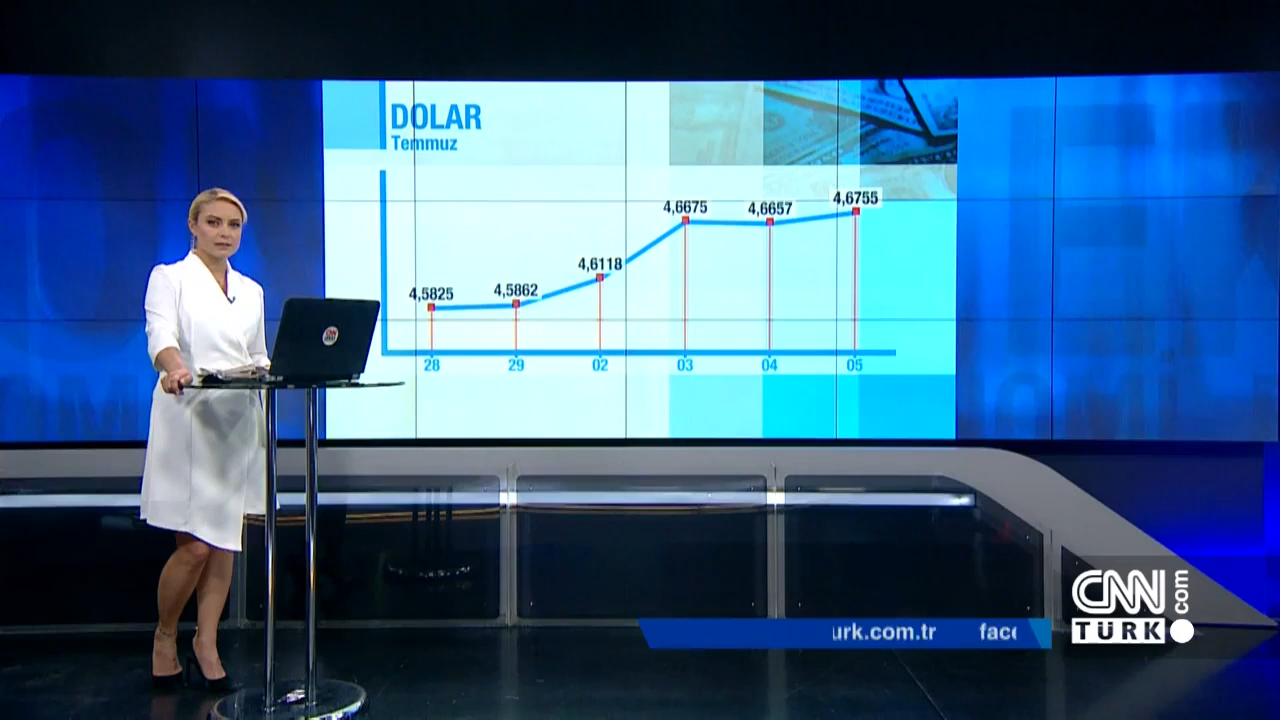 DOLAR
Temmuz
4,5825
4,5862
4,6118
4,6675
4,6657
4,6755
28
29
02
03
04
05
CNN
urk.com.tr face
CNN.com
TÜRK